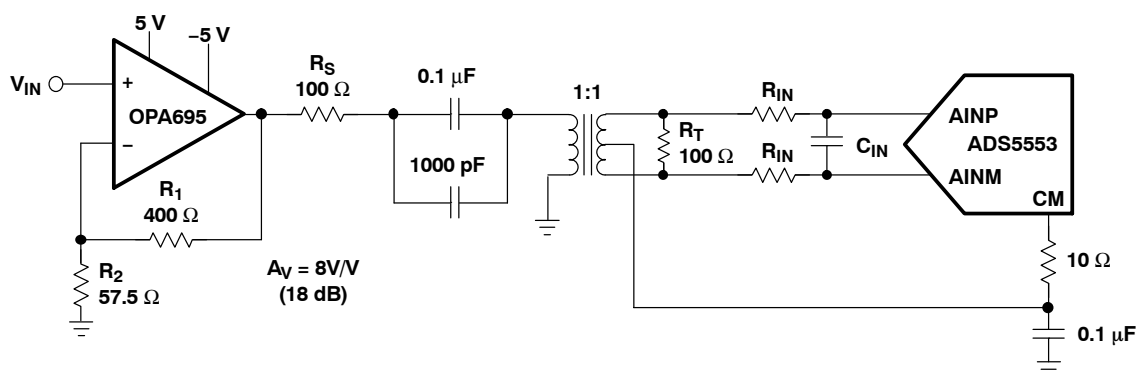 5 V
−5 V
V_IN
+
−
OPA695
R_S
100 Ω
0.1 μF
1000 pF
1:1
R_T
100 Ω
R_IN
R_IN
C_IN
AINP
ADS5553
AINM
CM
R_1
400 Ω
R_2
57.5 Ω
A_V = 8V/V
(18 dB)
10 Ω
0.1 μF